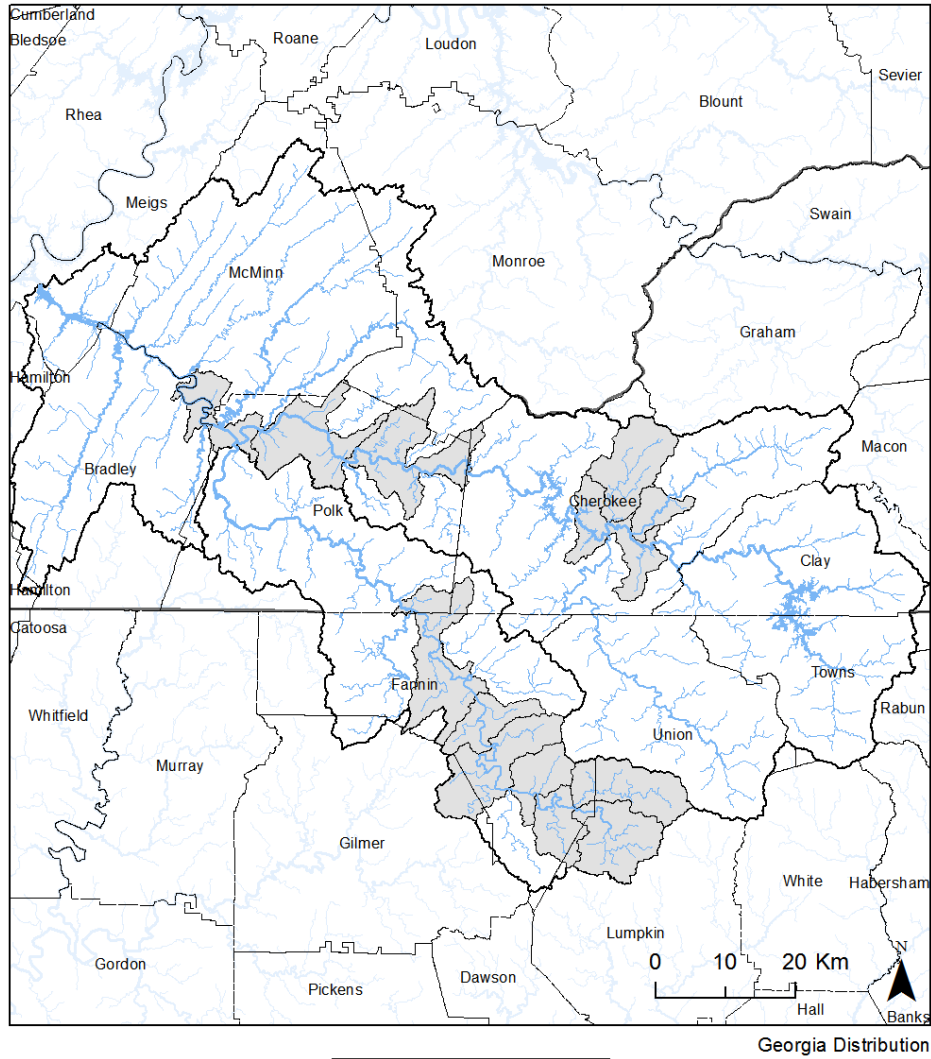 Cumberland
Bledsoe
Roane
Loudon
Sevier
Rhea
Blount
Meigs
Swain
McMinn
Monroe
Graham
Hamilton
Macon
Bradley
Cherokee
Polk
Clay
Hamilton
Catoosa
Fannin
Towns
Whitfield
Rabun
Union
Murray
Gilmer
White
Habersham
Lumpkin
N
Gordon
0 10 20 Km
Dawson
Pickens
Hall
Banks
Georgia Distribution